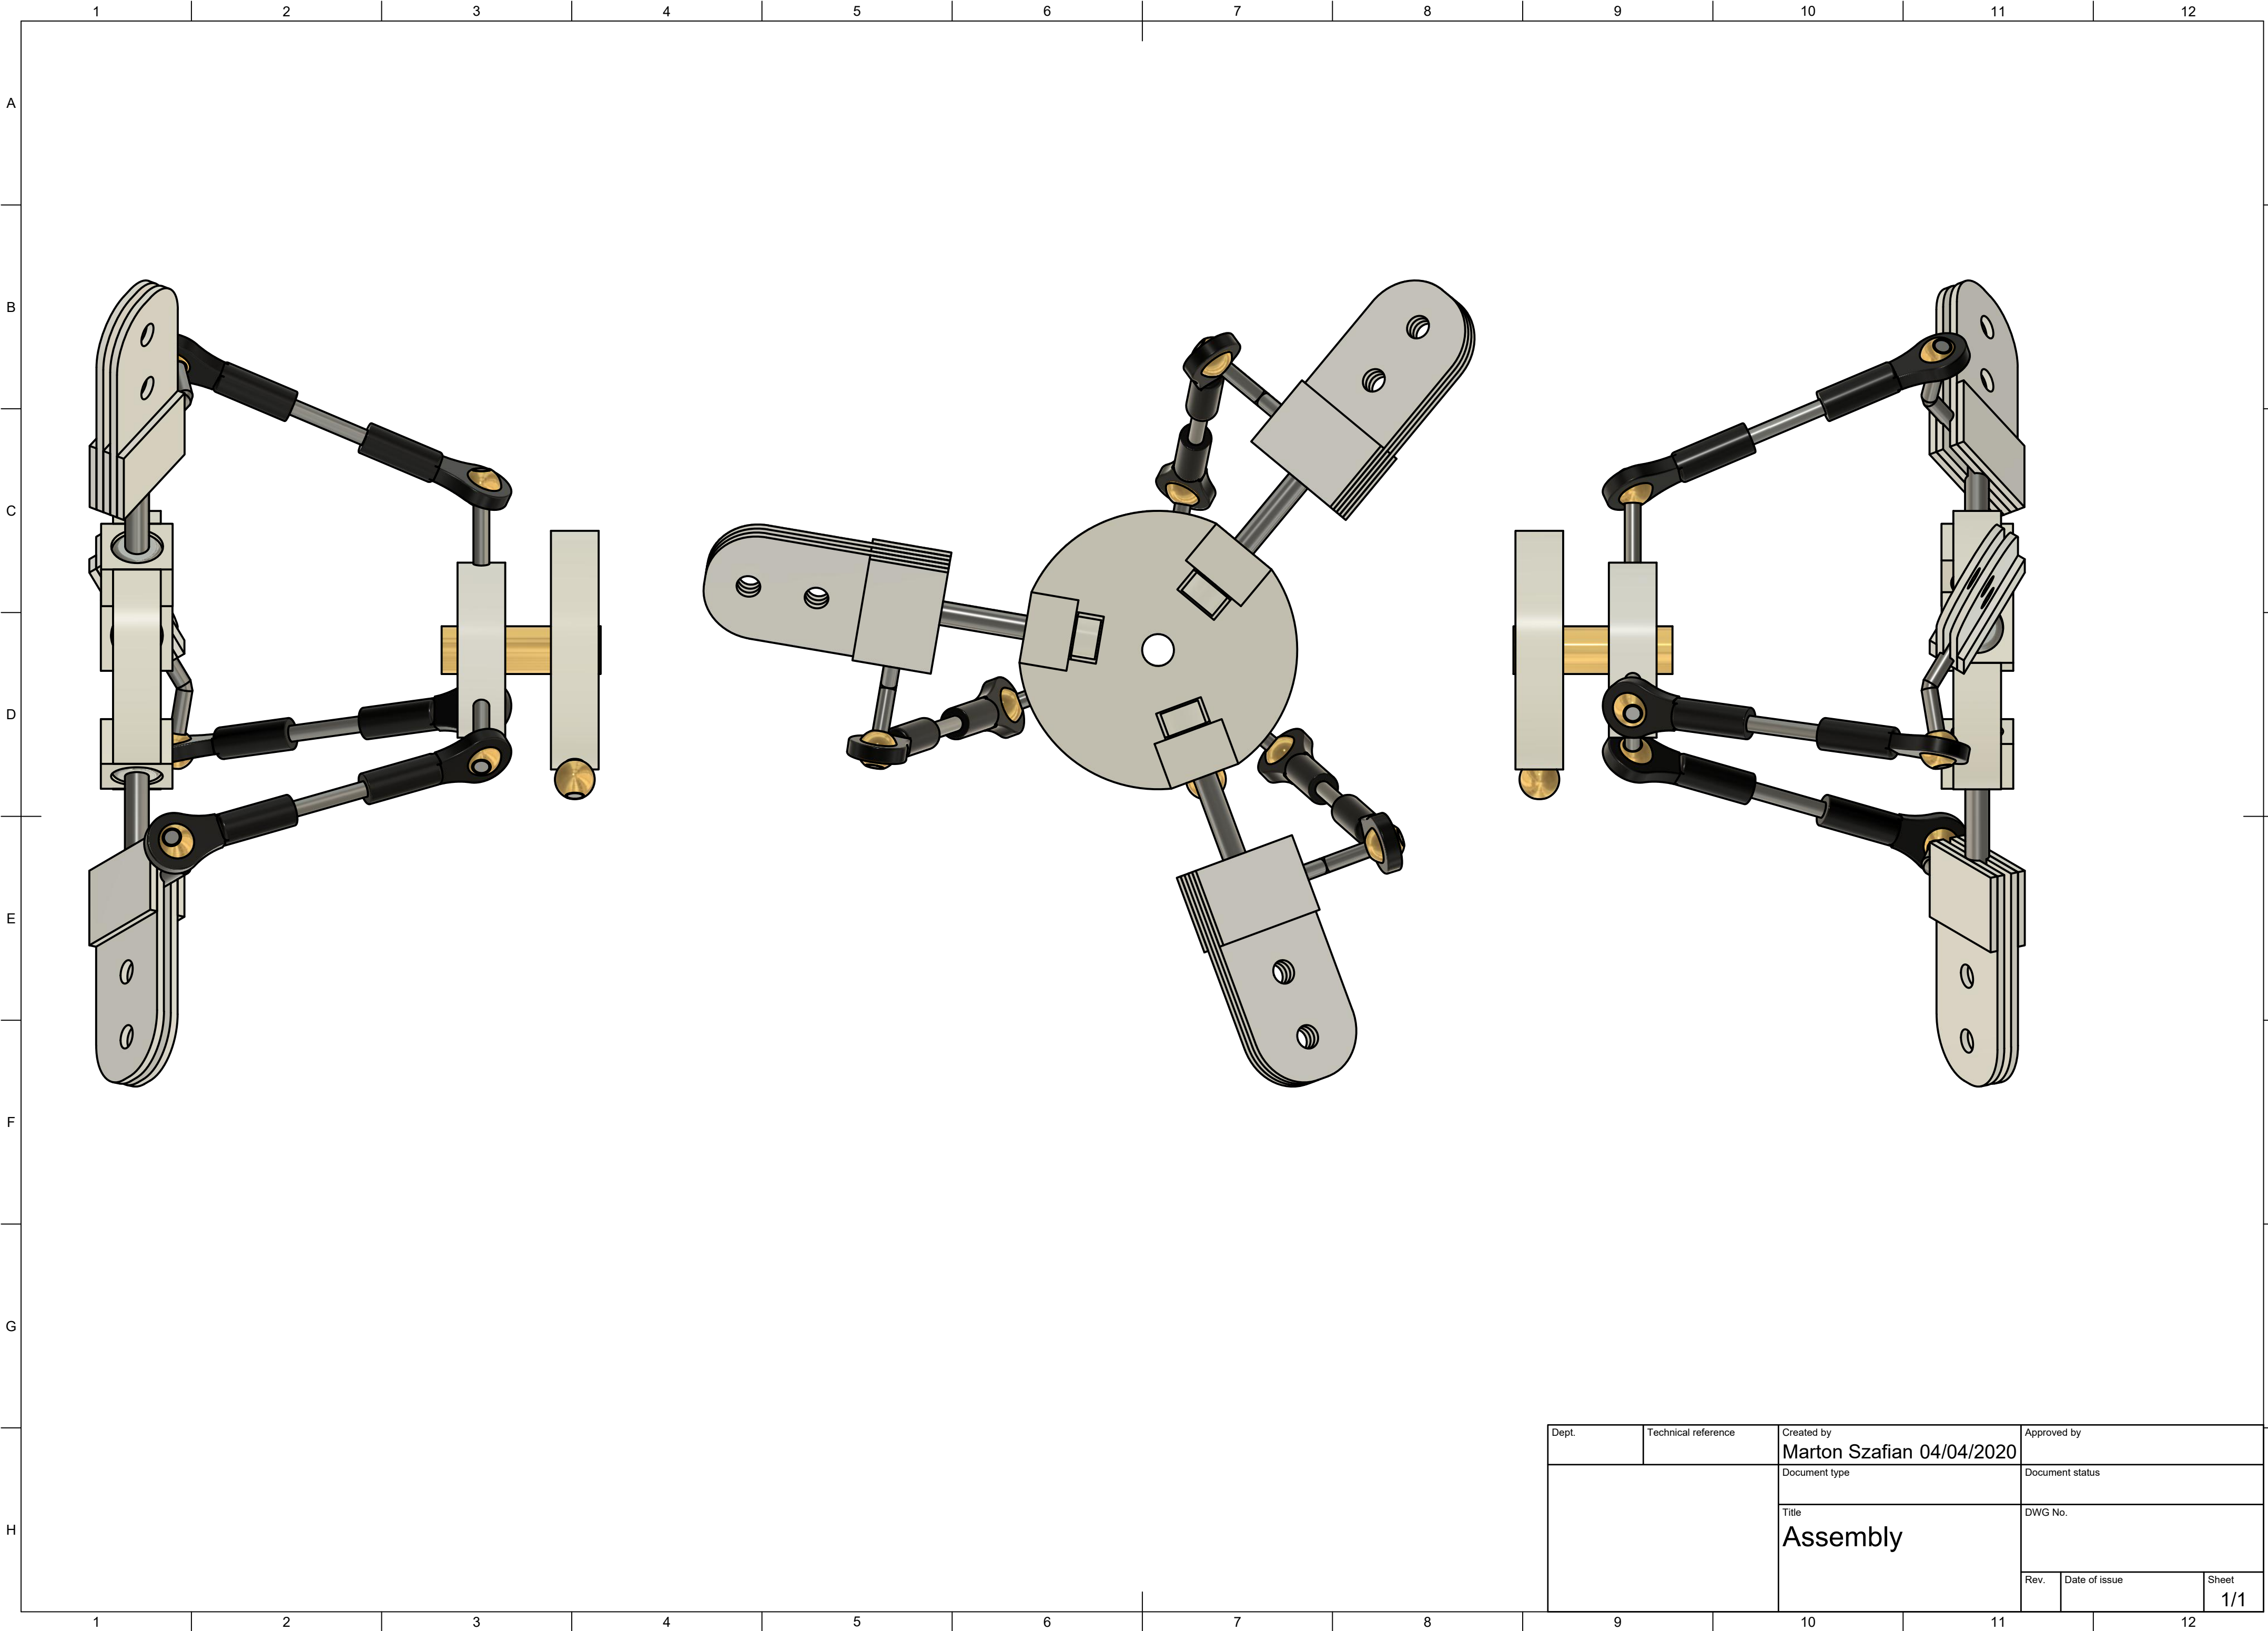 1 2 3 4 5 6 7 8 9 10 11 12
A
B
C
D
E
F
G
H
Dept.
Technical reference
Created by
Marton Szafian 04/04/2020
Approved by
Document type
Document status
Title
Assembly
DWG No.
Rev.
Date of issue
Sheet
1/1
1 2 3 4 5 6 7 8 9 10 11 12